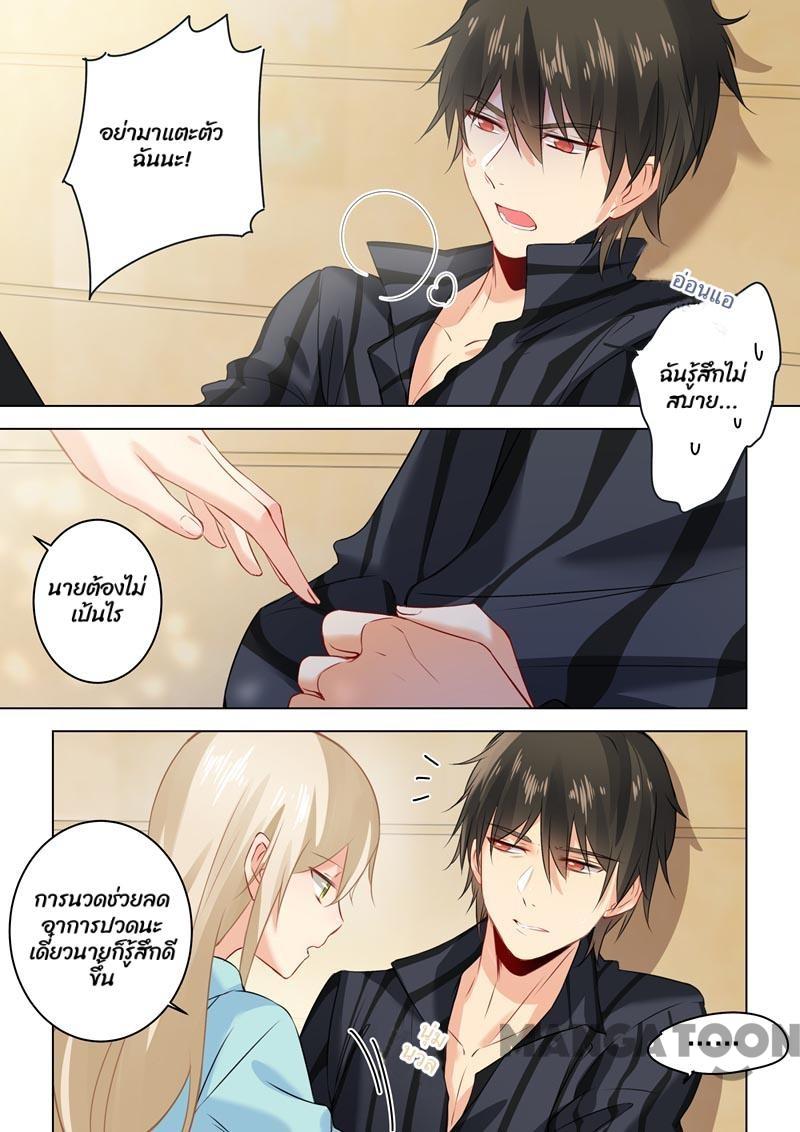 อย่ามาแตะตัว
ฉันนะ!
อ่อนแอ
ฉันรู้สึกไม่
สบาย...
นายต้องไม่
เป้นไร
การนวดช่วยลด
อาการปวดนะ
เดี๋ยวนายก็รู้สึกดี
ขึ้น
นุ่ม
นวล
......
MANGATOON